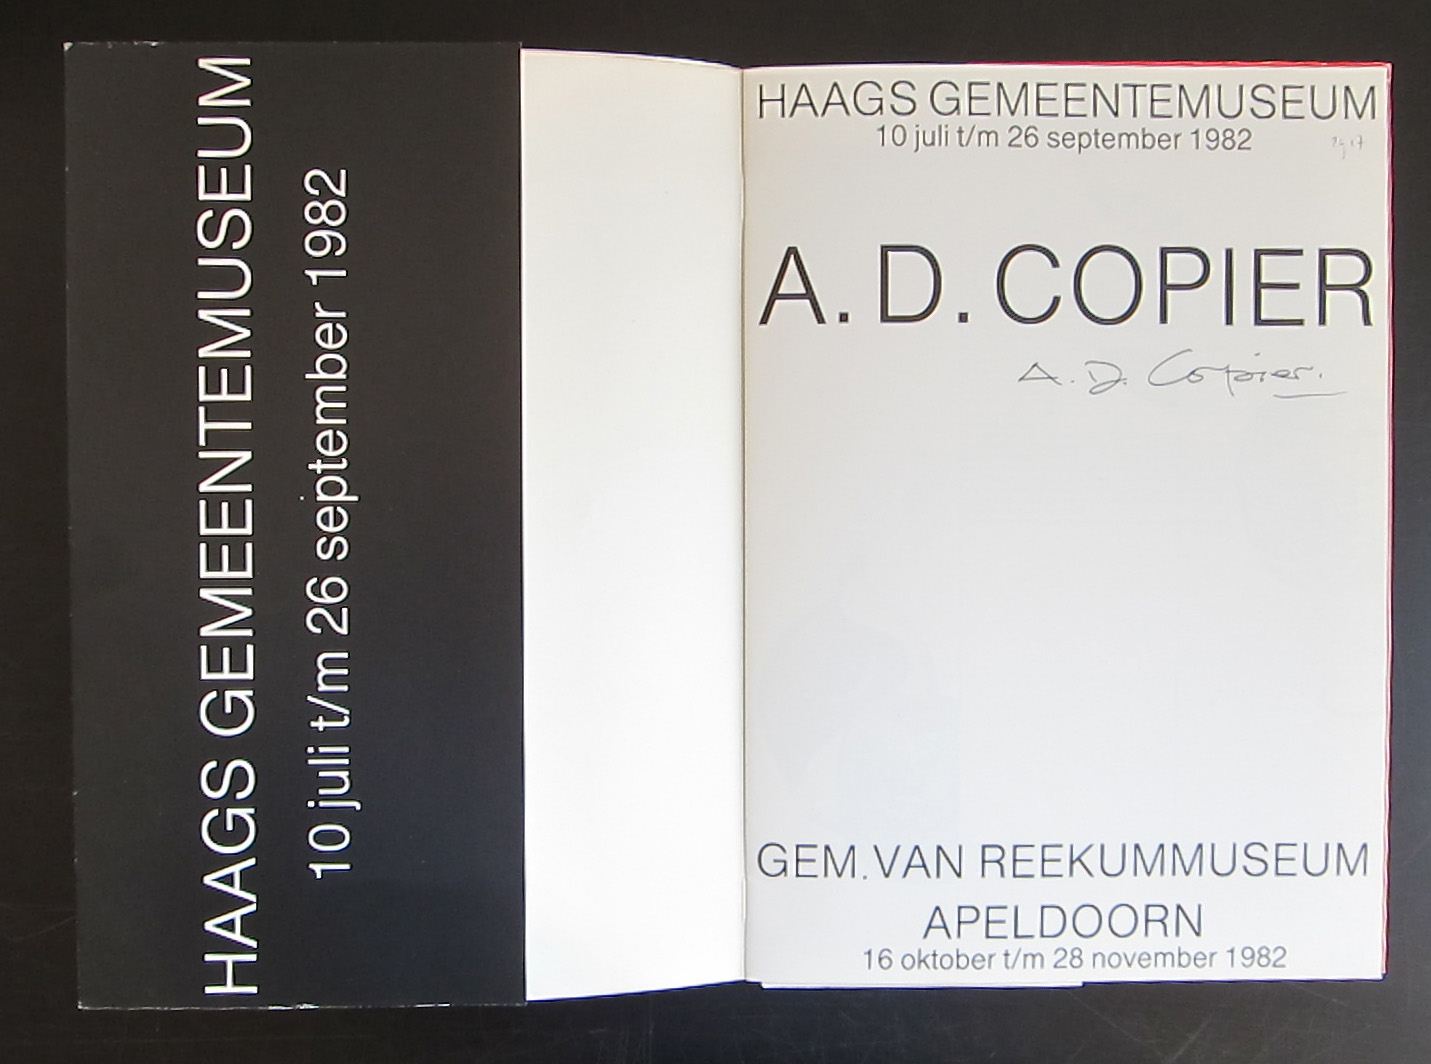 HAAGS GEMEENTEMUSEUM
10 juli t/m 26 september 1982
HAAGS GEMEENTEMUSEUM
10 juli t/m 26 september 1982
A. D. COPIER
A. D. Copier.
GEM. VAN REEKUMMUSEUM
APELDOORN
16 oktober t/m 28 november 1982